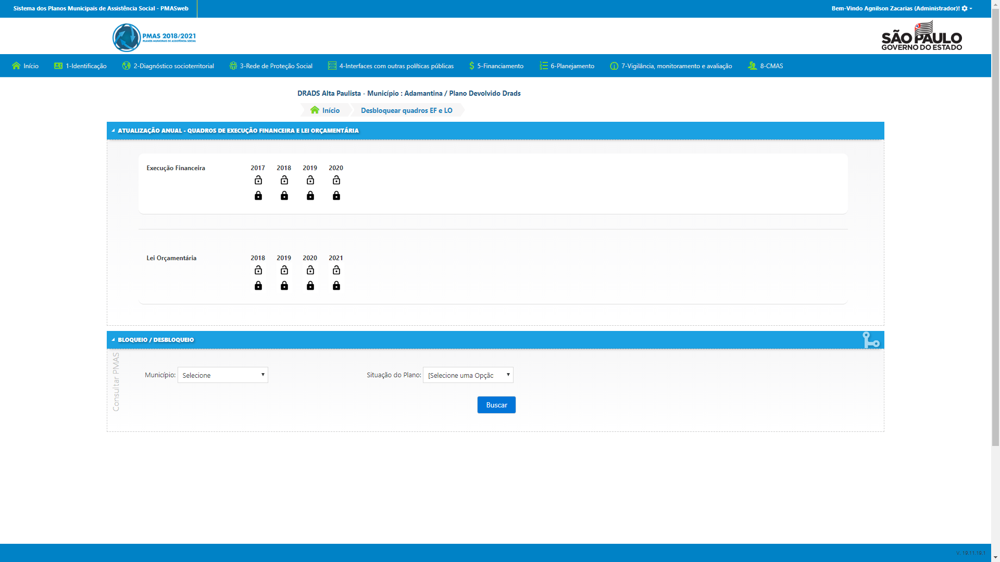 Sistema dos Planos Municipais de Assistência Social - PMASweb
Bem-Vindo Agnilson Zacarias (Administrador)!
PMAS 2018/2021
PLANOS MUNICIPAIS DE ASSISTÊNCIA SOCIAL
SÃO PAULO
GOVERNO DO ESTADO
Início
1-Identificação
2-Diagnóstico socioterritorial
3-Rede de Proteção Social
4-Interfaces com outras políticas públicas
5-Financiamento
6-Planejamento
7-Vigilância, monitoramento e avaliação
8-CMAS
DRADS Alta Paulista - Município : Adamantina / Plano Devolvido Drads
Início
Desbloquear quadros EF e LO
ATUALIZAÇÃO ANUAL - QUADROS DE EXECUÇÃO FINANCEIRA E LEI ORÇAMENTÁRIA
Execução Financeira 2017 2018 2019 2020
Lei Orçamentária 2018 2019 2020 2021
BLOQUEIO / DESBLOQUEIO
Consultar PMAS
Município: Selecione
Situação do Plano: [Selecione uma Opção
Buscar
V. 19.11.19.1